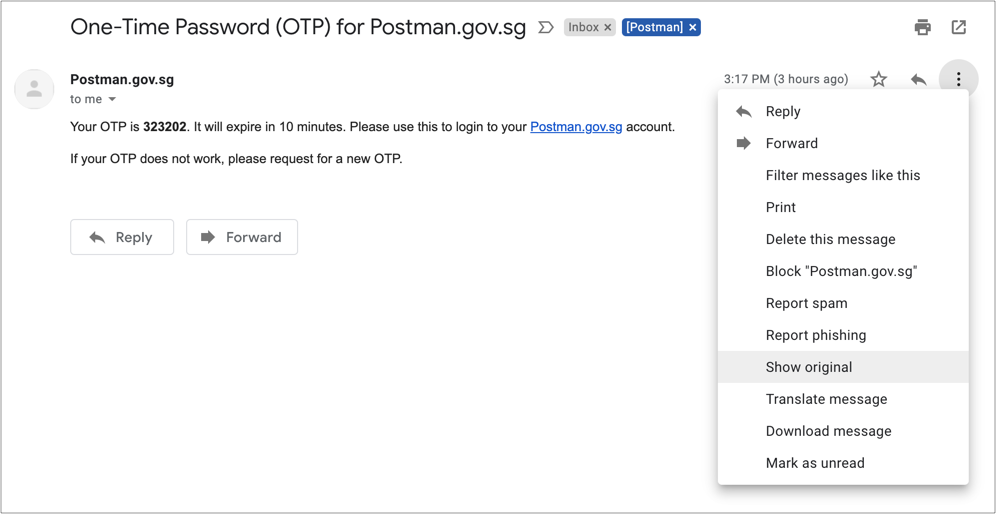 One-Time Password (OTP) for Postman.gov.sg Inbox × [Postman] ×
Postman.gov.sg 3:17 PM (3 hours ago)
to me
Your OTP is 323202. It will expire in 10 minutes. Please use this to login to your Postman.gov.sg account.
If your OTP does not work, please request for a new OTP.
Reply Forward
Reply
Forward
Filter messages like this
Print
Delete this message
Block "Postman.gov.sg"
Report spam
Report phishing
Show original
Translate message
Download message
Mark as unread